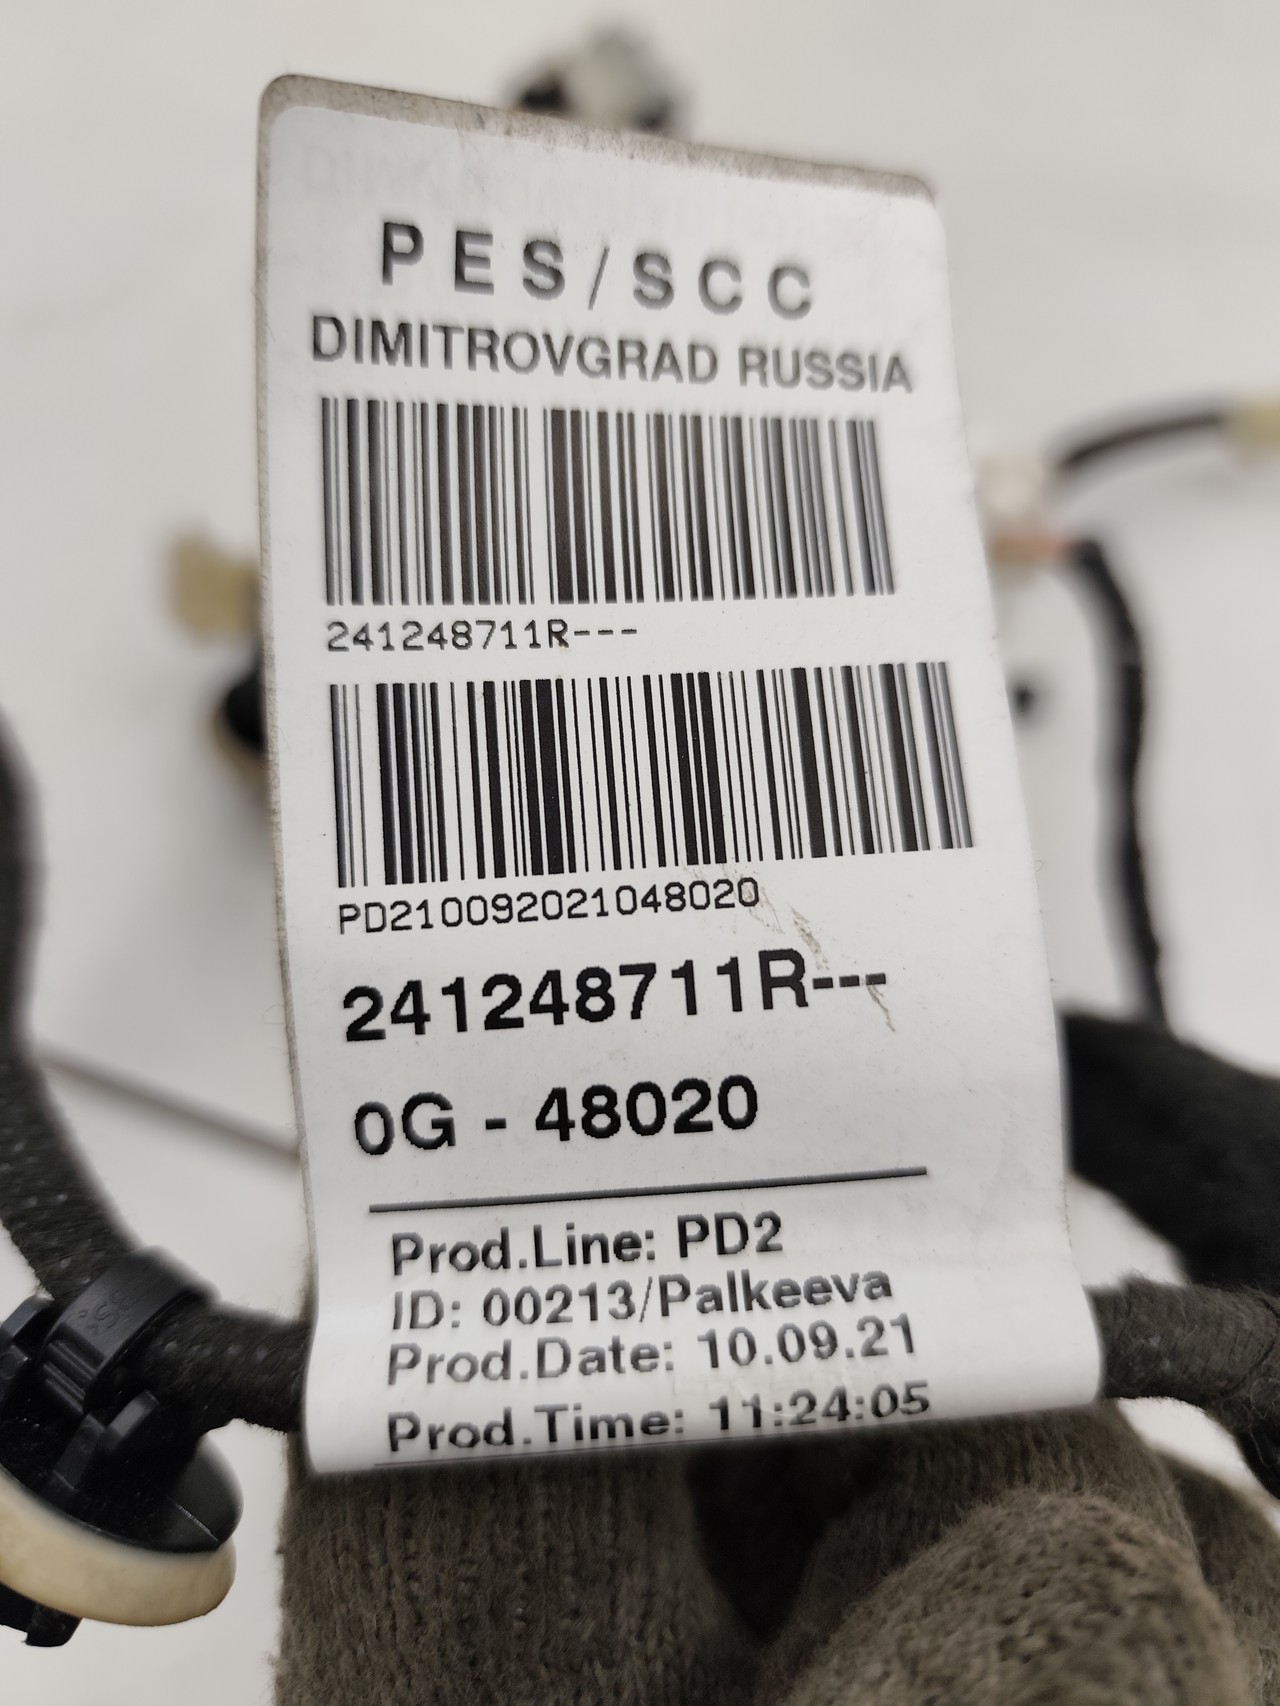 PES/SCC
DIMITROVGRAD RUSSIA
241248711R---
PD210092021048020
241248711R---
0G - 48020
Prod.Line: PD2
ID: 00213/Palkeeva
Prod.Date: 10.09.21
Prod.Time: 11:24:05